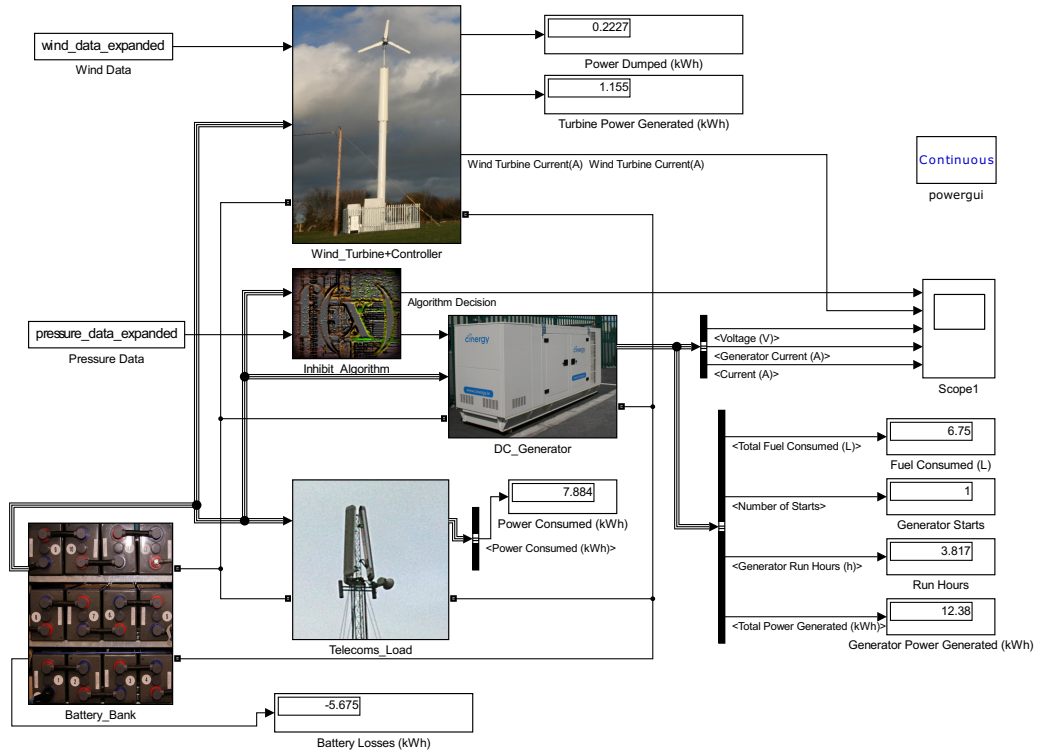 wind_data_expanded
Wind Data
0.2227
Power Dumped (kWh)
1.155
Turbine Power Generated (kWh)
Wind Turbine Current(A) Wind Turbine Current(A)
Continuous
powergui
Wind_Turbine+Controller
pressure_data_expanded
Pressure Data
Algorithm Decision
Inhibit_Algorithm
cinergy
DC_Generator
<Voltage (V)>
<Generator Current (A)>
<Current (A)>
Scope1
<Total Fuel Consumed (L)>
6.75
Fuel Consumed (L)
<Number of Starts>
1
Generator Starts
<Generator Run Hours (h)>
3.817
Run Hours
<Total Power Generated (kWh)>
12.38
Generator Power Generated (kWh)
7.884
Power Consumed (kWh)
<Power Consumed (kWh)>
Telecoms_Load
Battery_Bank
-5.675
Battery Losses (kWh)